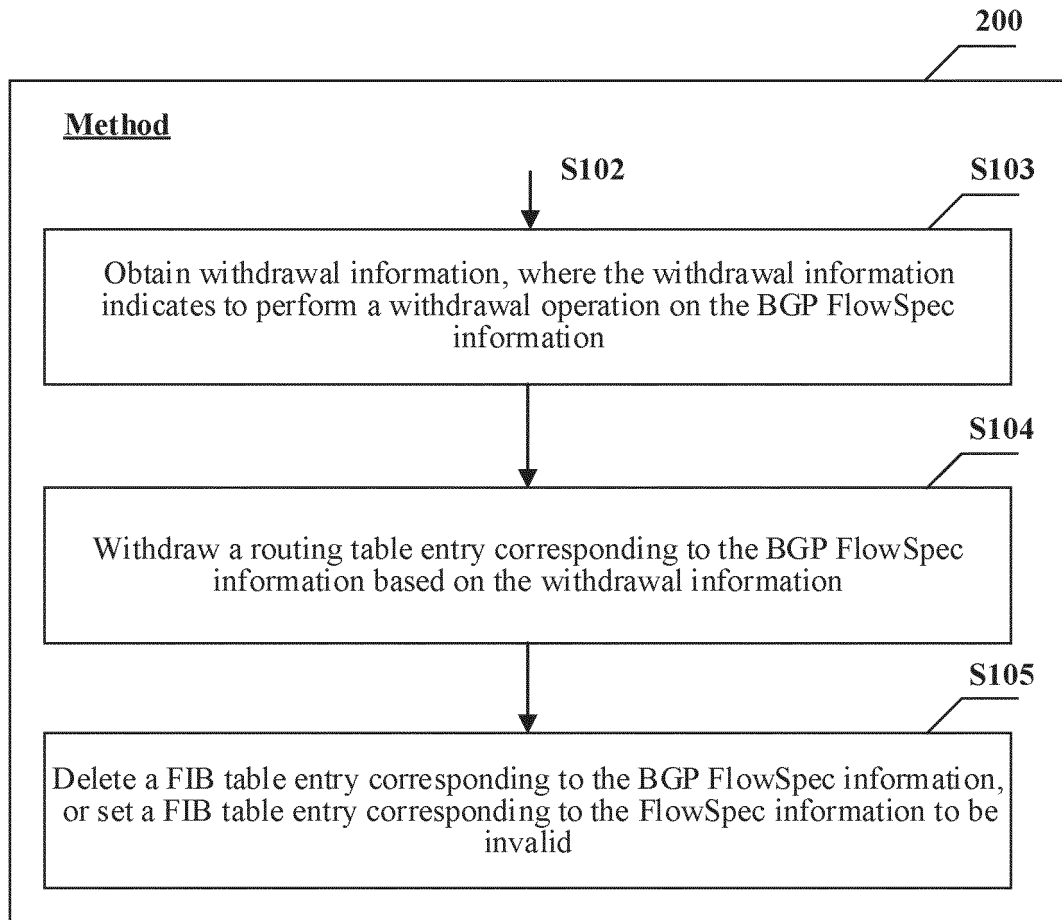 200
Method
S102
S103
Obtain withdrawal information, where the withdrawal information
indicates to perform a withdrawal operation on the BGP FlowSpec
information
S104
Withdraw a routing table entry corresponding to the BGP FlowSpec
information based on the withdrawal information
S105
Delete a FIB table entry corresponding to the BGP FlowSpec information,
or set a FIB table entry corresponding to the FlowSpec information to be
invalid